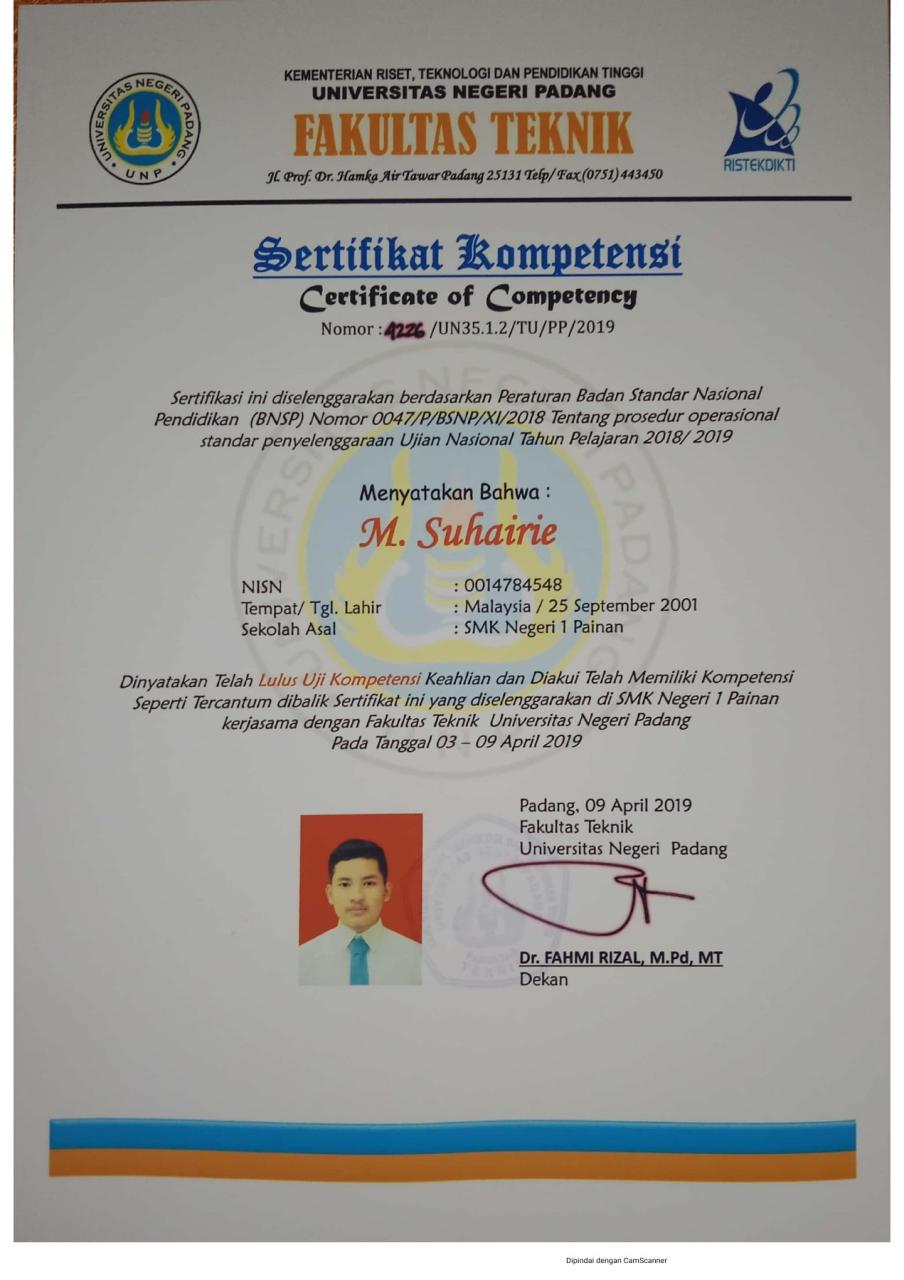 KEMENTERIAN RISET, TEKNOLOGI DAN PENDIDIKAN TINGGI
UNIVERSITAS NEGERI PADANG
FAKULTAS TEKNIK
Jl. Prof. Dr. Hamka Air Tawar Padang 25131 Telp/ Fax (0751) 443450
UNIVERSITAS NEGERI PADANG
UNP
RISTEKDIKTI
Sertifikat Kompetensi
Certificate of Competency
Nomor : 4226 /UN35.1.2/TU/PP/2019
Sertifikasi ini diselenggarakan berdasarkan Peraturan Badan Standar Nasional
Pendidikan (BNSP) Nomor 0047/P/BSNP/XI/2018 Tentang prosedur operasional
standar penyelenggaraan Ujian Nasional Tahun Pelajaran 2018/ 2019
Menyatakan Bahwa :
M. Suhairie
NISN : 0014784548
Tempat/ Tgl. Lahir : Malaysia / 25 September 2001
Sekolah Asal : SMK Negeri 1 Painan
Dinyatakan Telah Lulus Uji Kompetensi Keahlian dan Diakui Telah Memiliki Kompetensi
Seperti Tercantum dibalik Sertifikat ini yang diselenggarakan di SMK Negeri 1 Painan
kerjasama dengan Fakultas Teknik Universitas Negeri Padang
Pada Tanggal 03 – 09 April 2019
Padang, 09 April 2019
Fakultas Teknik
Universitas Negeri Padang
Dr. FAHMI RIZAL, M.Pd, MT
Dekan
Dipindai dengan CamScanner